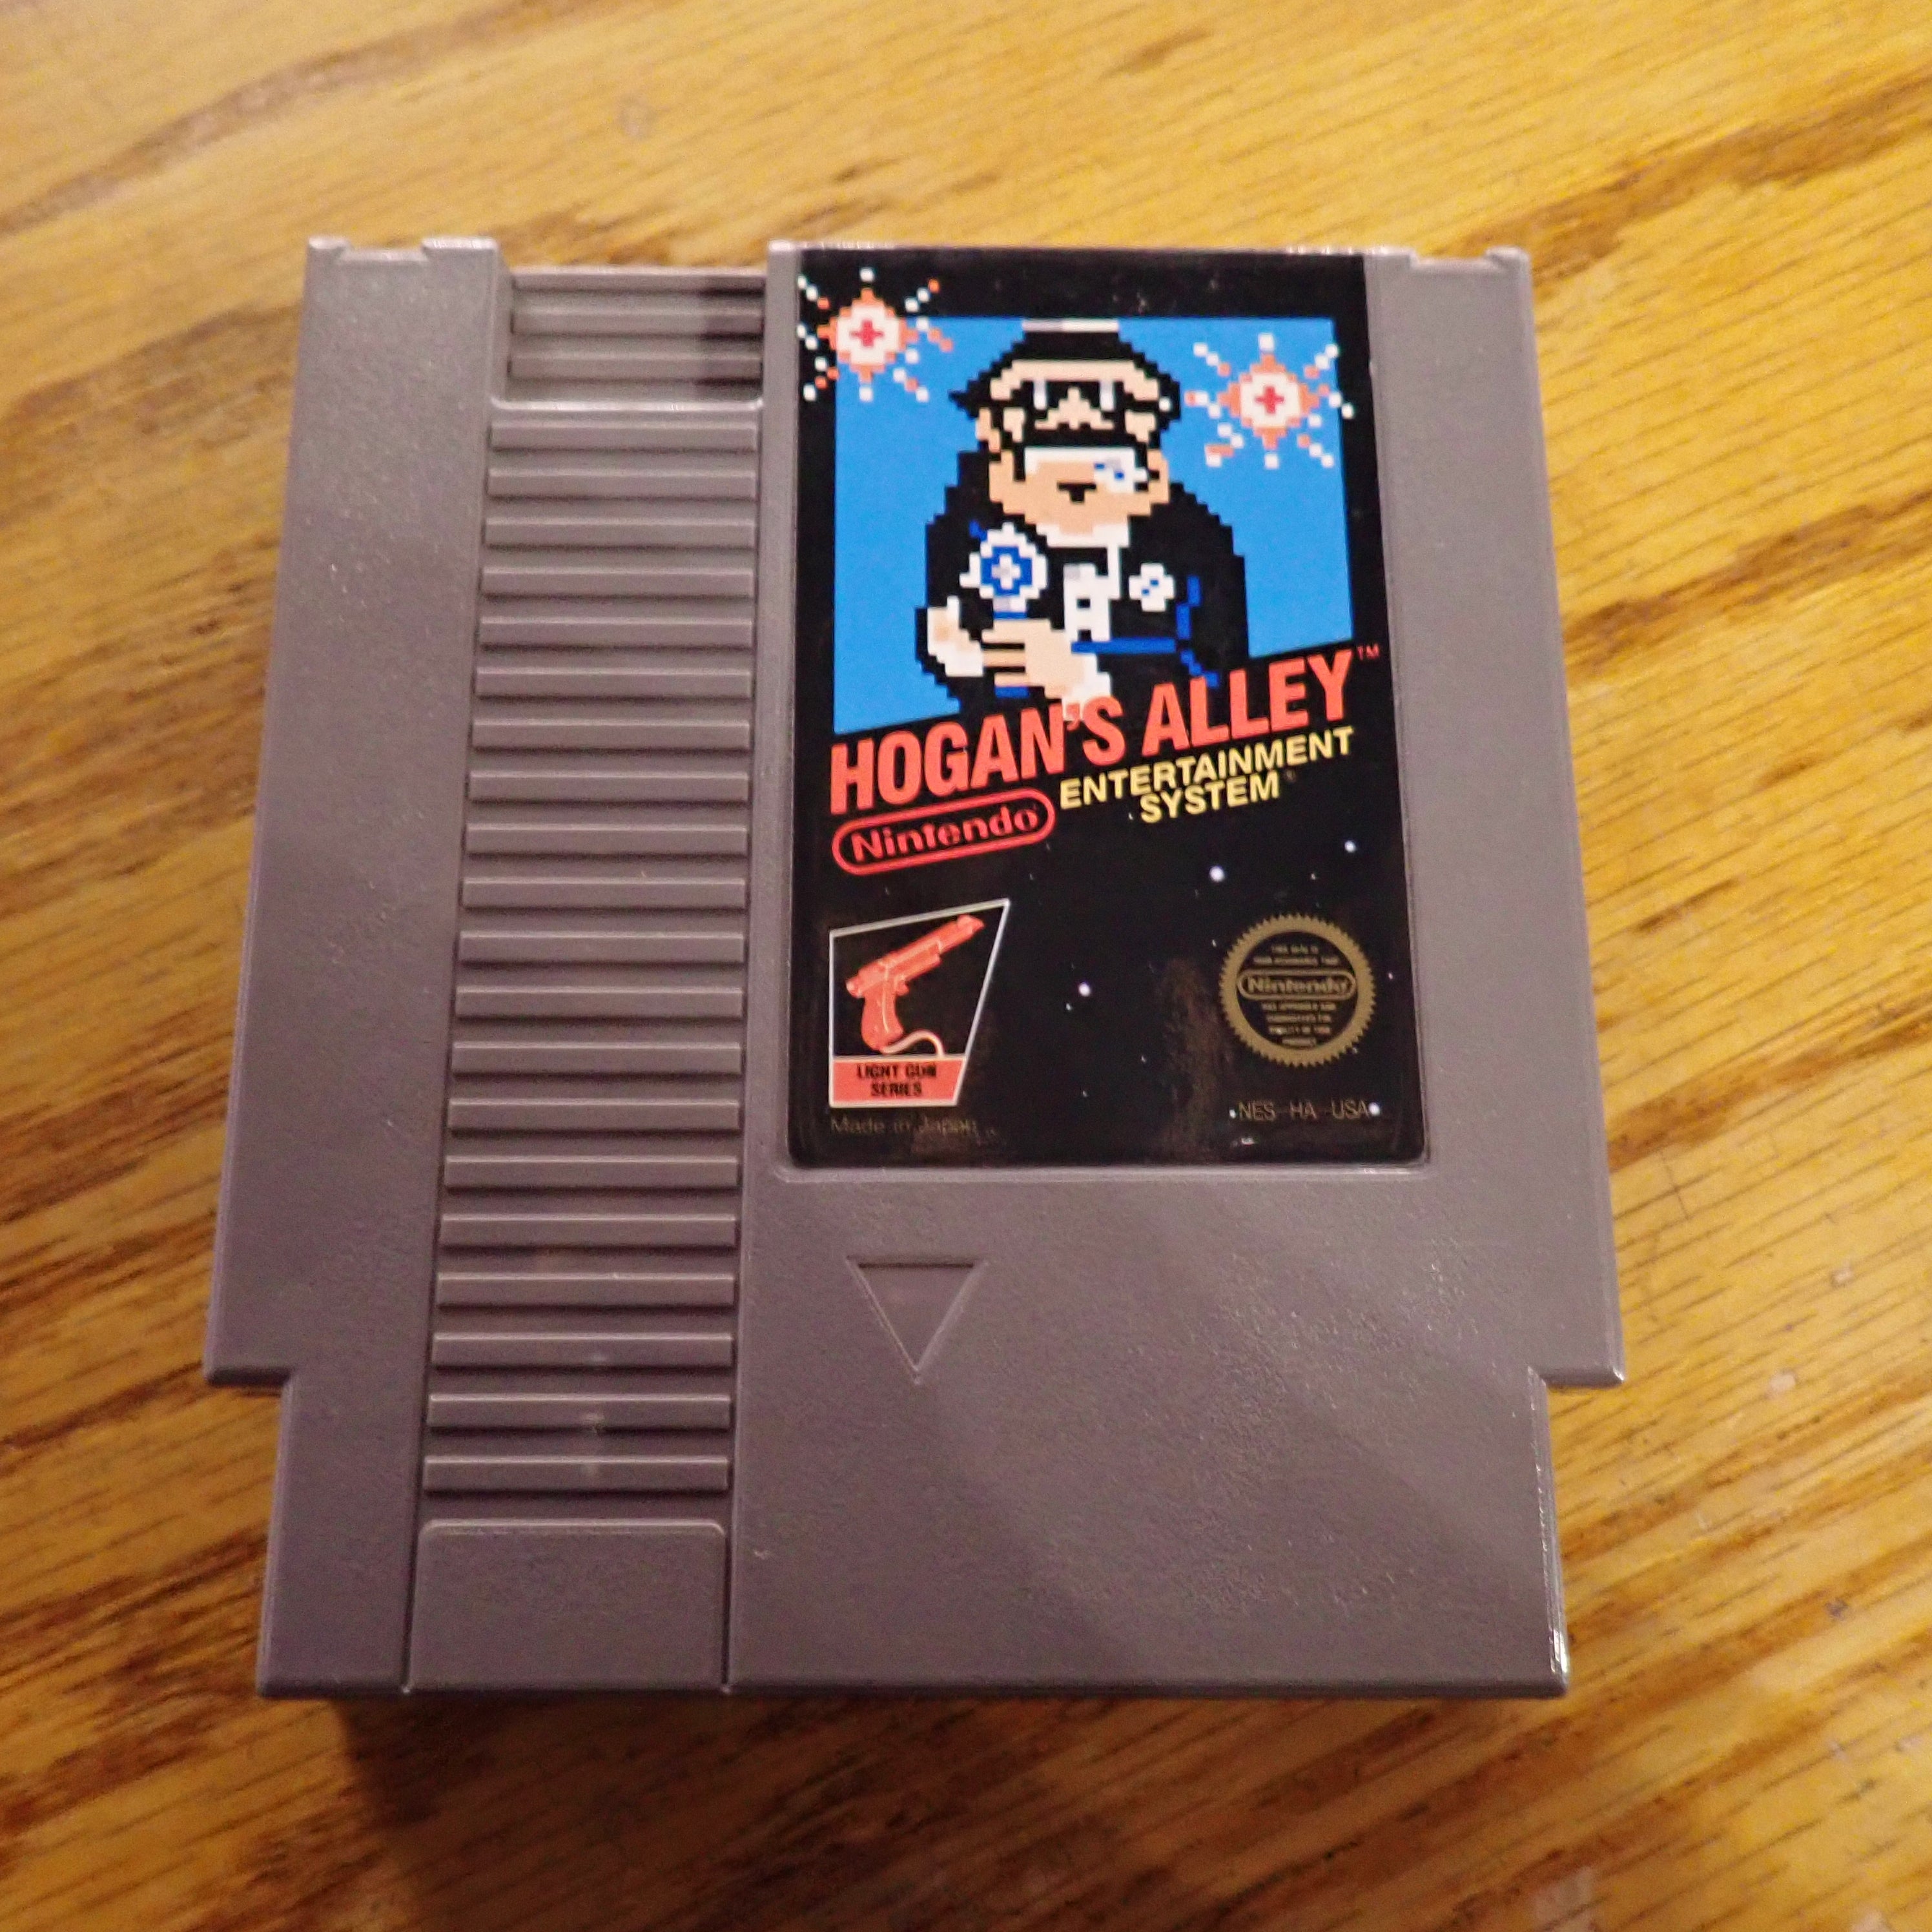 HOGAN'S ALLEY™
Nintendo®
ENTERTAINMENT
SYSTEM®
LIGHT GUN
SERIES
Made in Japan
Nintendo
NES-HA-USA